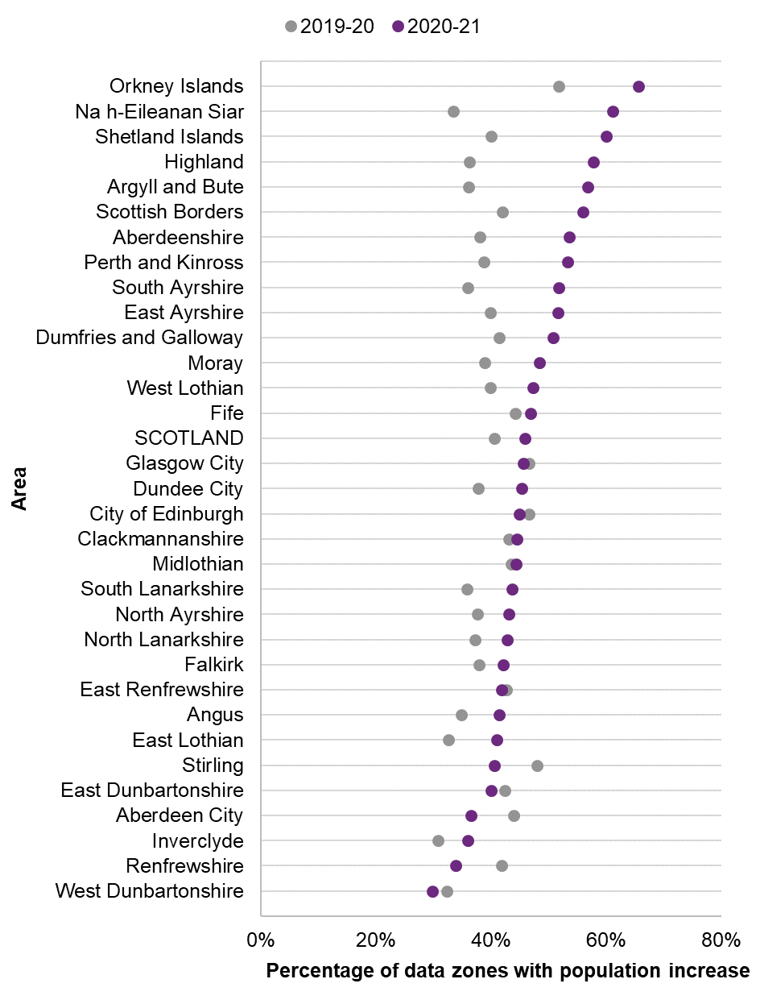 2019-20 2020-21
Orkney Islands
Na h-Eileanan Siar
Shetland Islands
Highland
Argyll and Bute
Scottish Borders
Aberdeenshire
Perth and Kinross
South Ayrshire
East Ayrshire
Dumfries and Galloway
Moray
West Lothian
Fife
SCOTLAND
Glasgow City
Dundee City
City of Edinburgh
Clackmannanshire
Midlothian
South Lanarkshire
North Ayrshire
North Lanarkshire
Falkirk
East Renfrewshire
Angus
East Lothian
Stirling
East Dunbartonshire
Aberdeen City
Inverclyde
Renfrewshire
West Dunbartonshire
Area
0% 20% 40% 60% 80%
Percentage of data zones with population increase